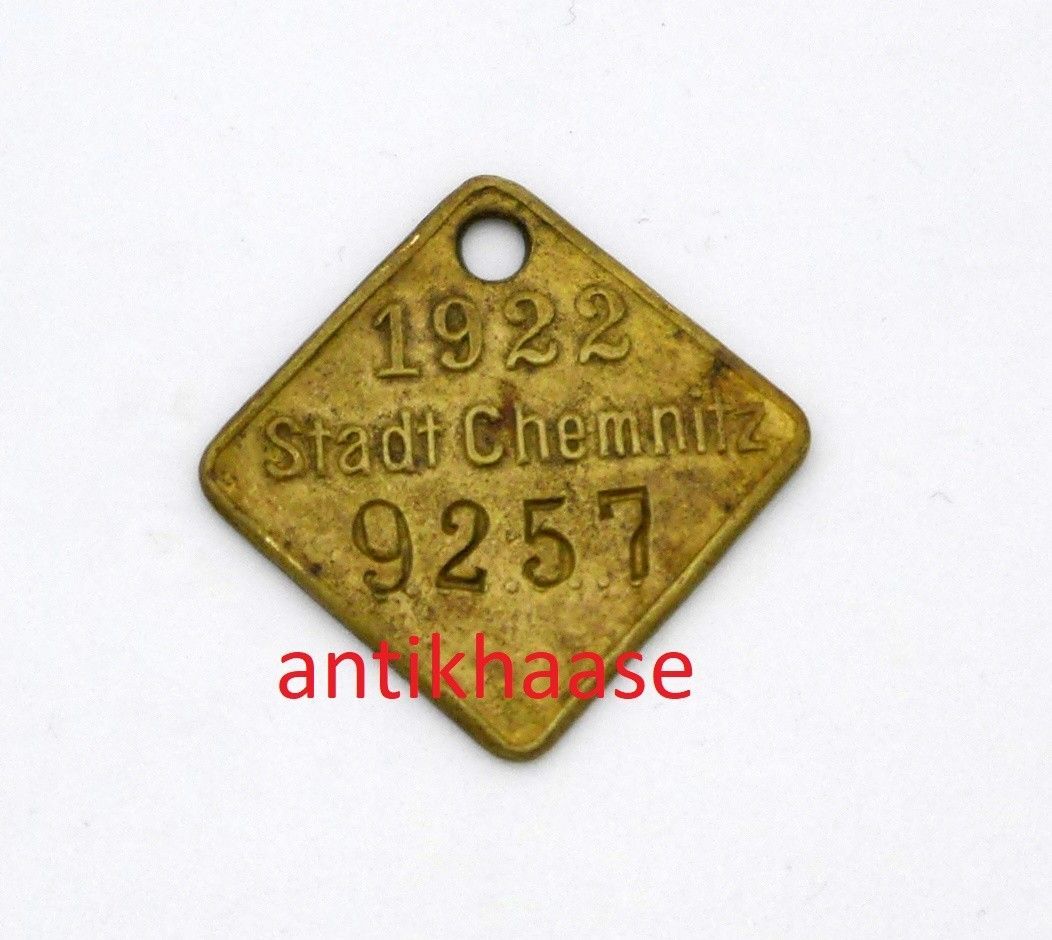 1922
Stadt Chemnitz
9257
antikhaase